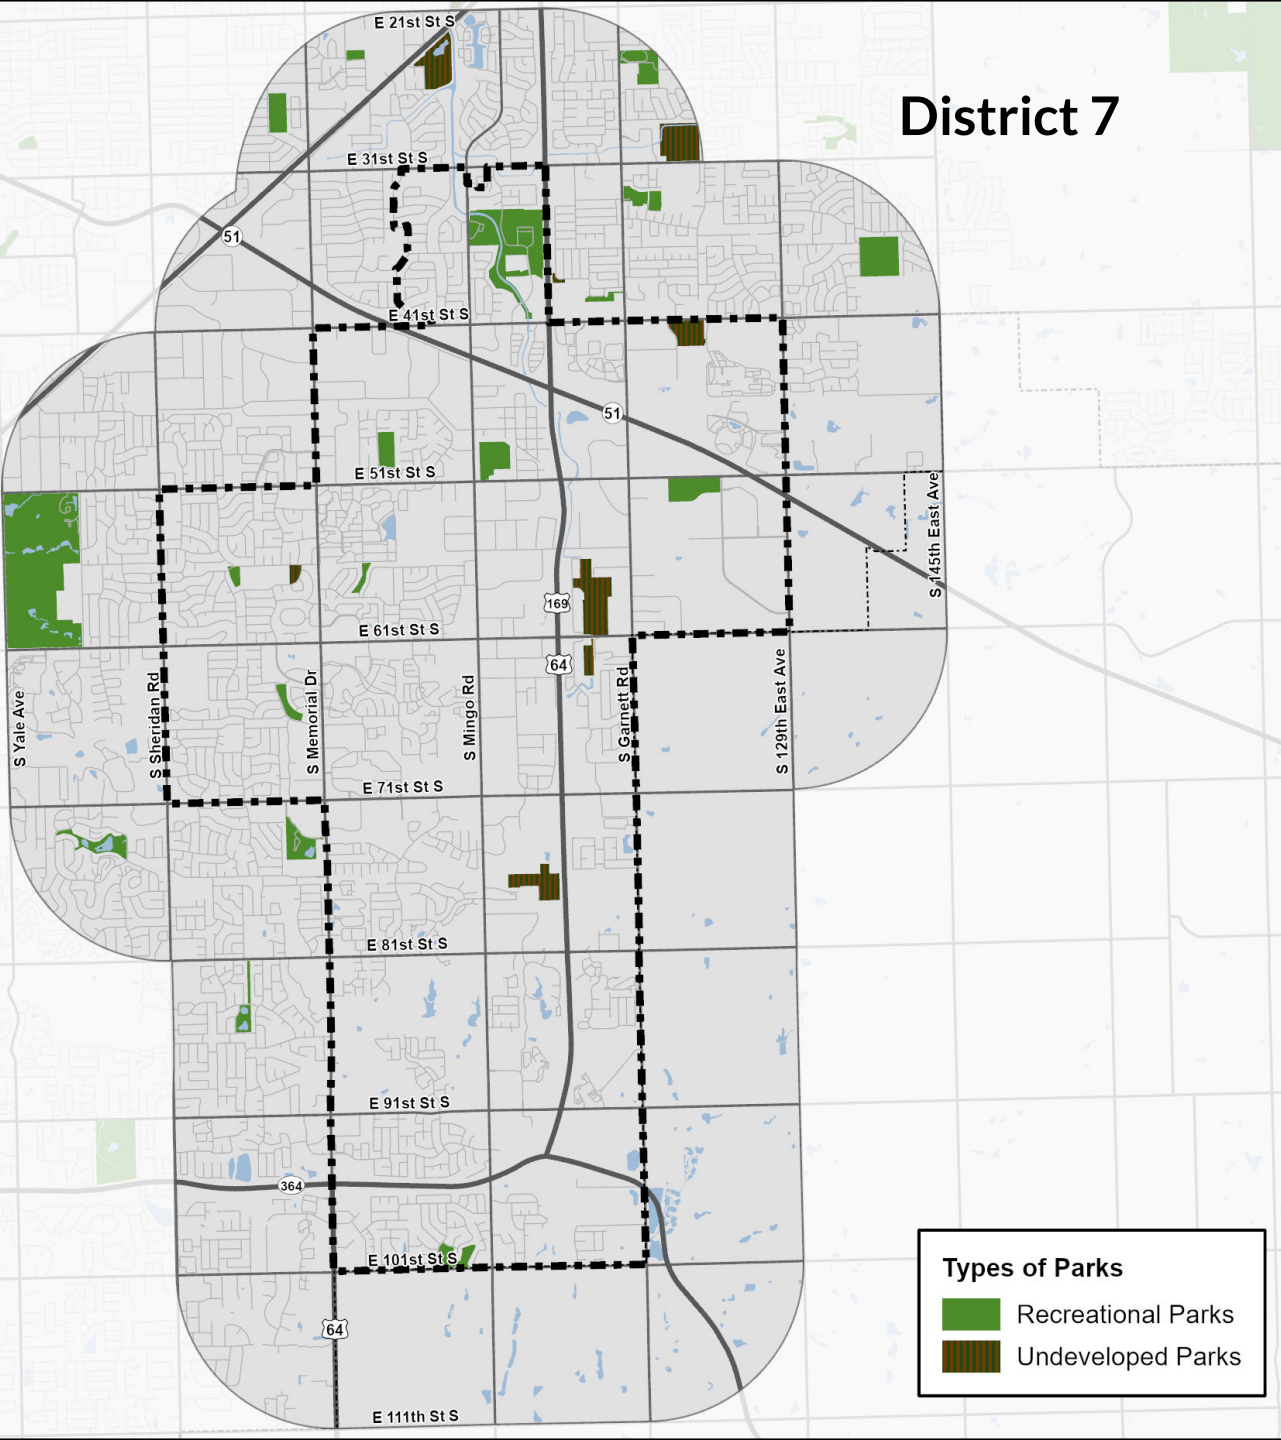 E 21st St S
District 7
E 31st St S
51
E 41st St S
51
E 51st St S
S 145th East Ave
169
E 61st St S
64
S Yale Ave
S Sheridan Rd
S Memorial Dr
S Mingo Rd
S Garnett Rd
S 129th East Ave
E 71st St S
E 81st St S
E 91st St S
364
E 101st St S
Types of Parks
Recreational Parks
64
Undeveloped Parks
E 111th St S